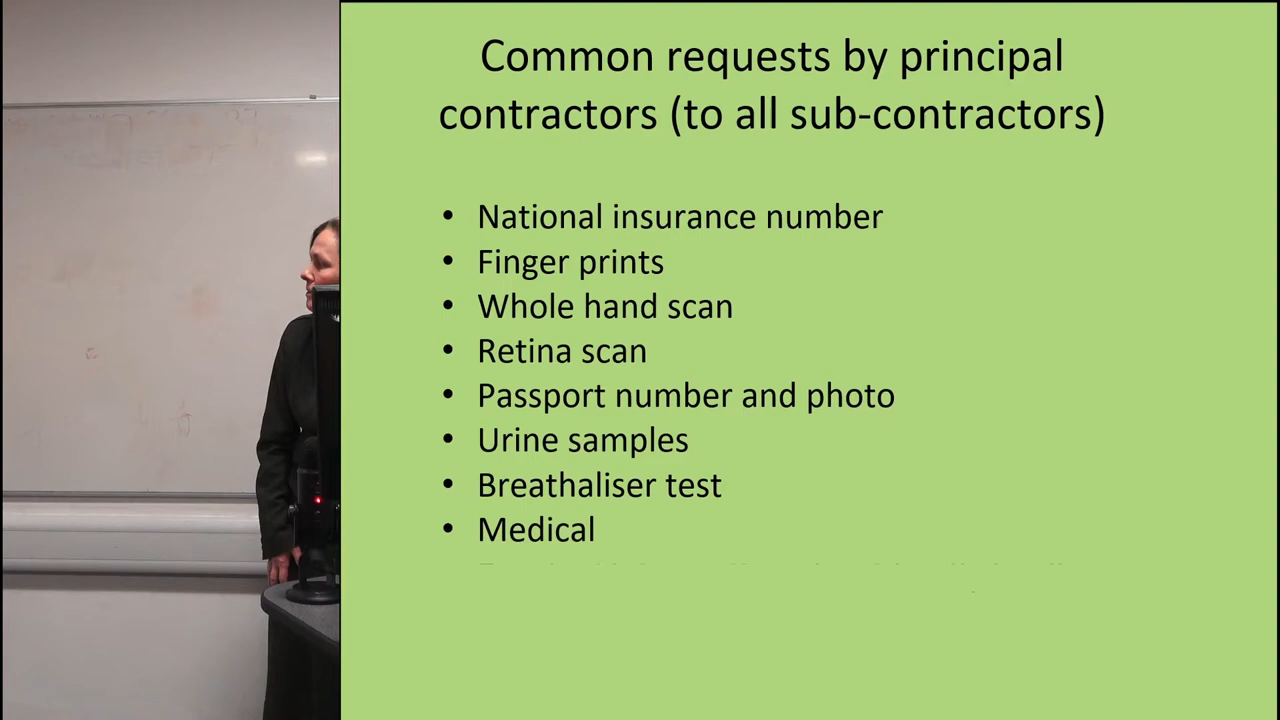 Common requests by principal
contractors (to all sub-contractors)
• National insurance number
• Finger prints
• Whole hand scan
• Retina scan
• Passport number and photo
• Urine samples
• Breathaliser test
• Medical